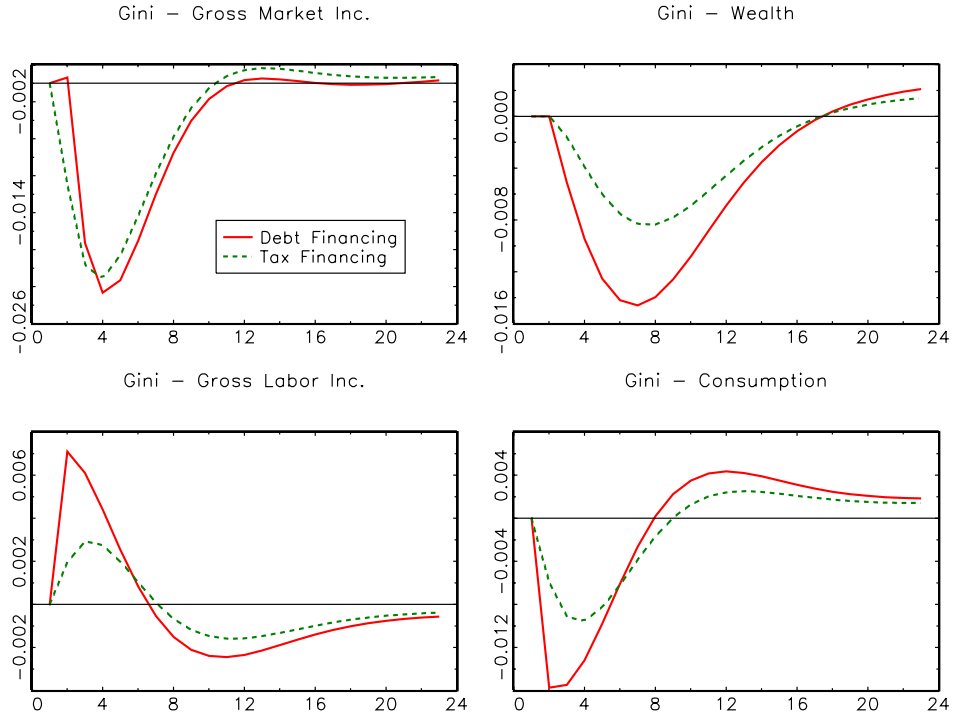 Gini – Gross Market Inc.
-0.002
-0.014
-0.026
Debt Financing
Tax Financing
0 4 8 12 16 20 24
Gini – Wealth
0.000
-0.008
-0.016
0 4 8 12 16 20 24
Gini – Gross Labor Inc.
0.006
0.002
-0.002
0 4 8 12 16 20 24
Gini – Consumption
0.004
-0.004
-0.012
0 4 8 12 16 20 24